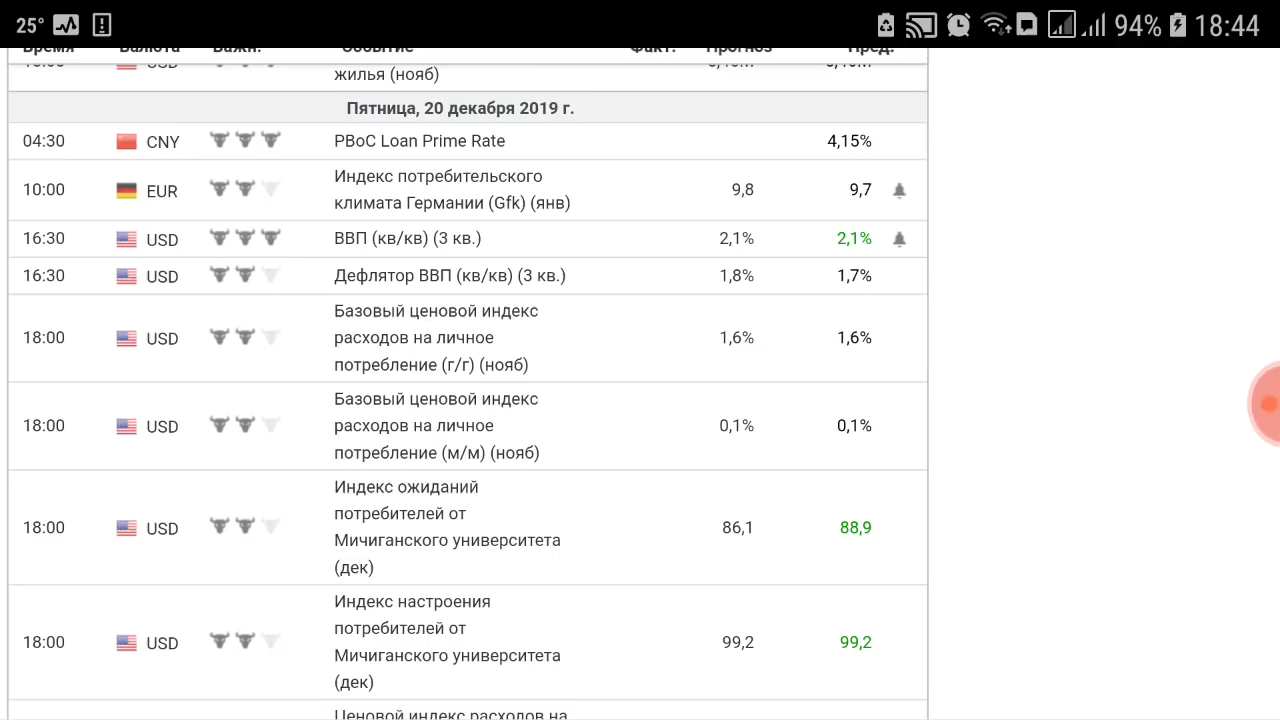 25° 94% 18:44
Время Валюта Важн. Событие Факт. Прогноз Пред.
USD
жилья (нояб)
Пятница, 20 декабря 2019 г.
04:30 CNY PBoC Loan Prime Rate 4,15%
10:00 EUR Индекс потребительского
климата Германии (Gfk) (янв) 9,8 9,7
16:30 USD ВВП (кв/кв) (3 кв.) 2,1% 2,1%
16:30 USD Дефлятор ВВП (кв/кв) (3 кв.) 1,8% 1,7%
18:00 USD Базовый ценовой индекс
расходов на личное 1,6% 1,6%
потребление (г/г) (нояб)
18:00 USD Базовый ценовой индекс
расходов на личное 0,1% 0,1%
потребление (м/м) (нояб)
Индекс ожиданий
18:00 USD потребителей от 86,1 88,9
Мичиганского университета
(дек)
Индекс настроения
18:00 USD потребителей от 99,2 99,2
Мичиганского университета
(дек)
Ценовой индекс расходов на